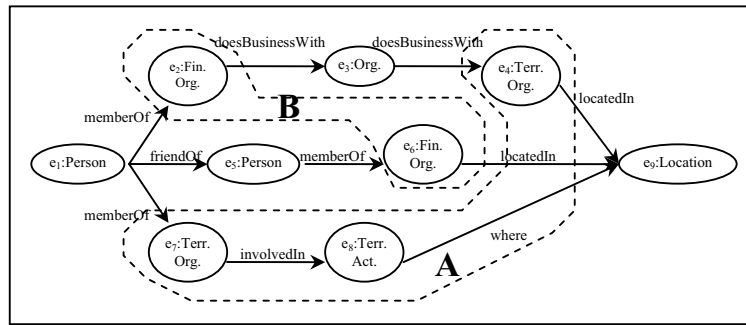 doesBusinessWith
doesBusinessWith
e2:Fin.
Org.
e3:Org.
e4:Terr.
Org.
memberOf
B
locatedIn
e1:Person
friendOf
e5:Person
memberOf
e6:Fin.
Org.
locatedIn
e9:Location
memberOf
e7:Terr.
Org.
involvedIn
e8:Terr.
Act.
where
A